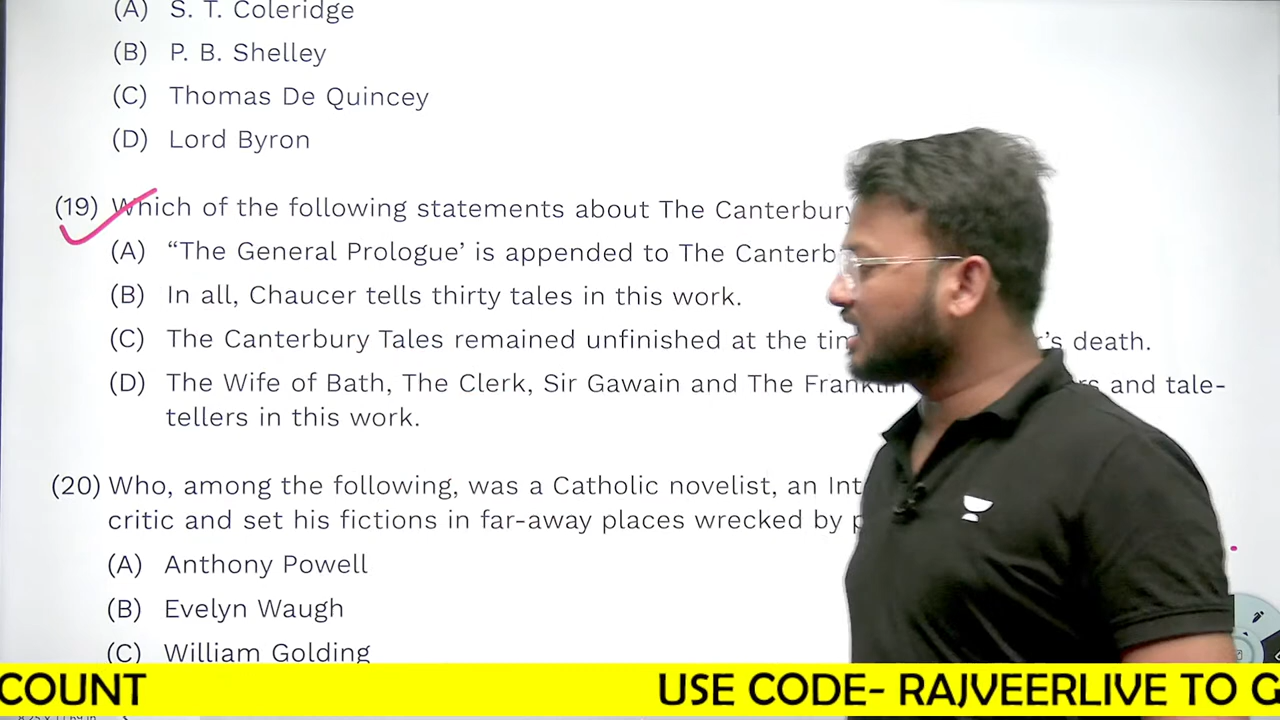 (A) S. T. Coleridge
(B) P. B. Shelley
(C) Thomas De Quincey
(D) Lord Byron
(19) Which of the following statements about The Canterbury
(A) “The General Prologue’ is appended to The
(B) In all, Chaucer tells thirty tales in this work.
(C) The Canterbury Tales remained unfinished at the death.
(D) The Wife of Bath, The Clerk, Sir Gawain and The Franklin and tale-
tellers in this work.
(20) Who, among the following, was a Catholic novelist, an
critic and set his fictions in far-away places wrecked by
(A) Anthony Powell
(B) Evelyn Waugh
(C) William Golding
COUNT USE CODE- RAJVEERLIVE TO